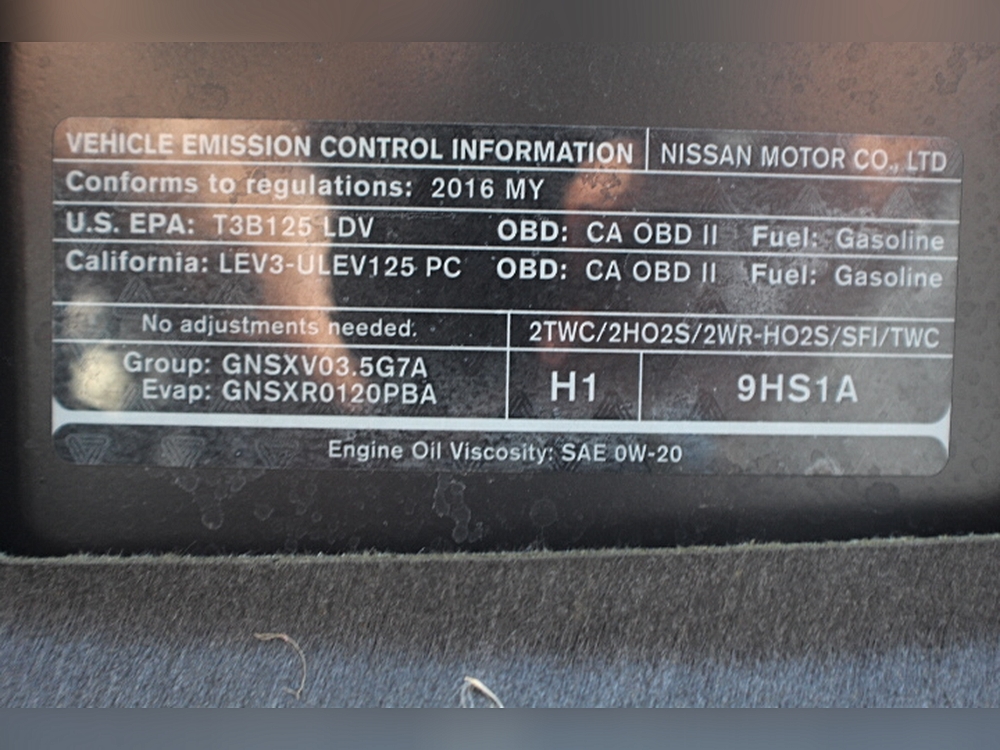 VEHICLE EMISSION CONTROL INFORMATION NISSAN MOTOR CO., LTD
Conforms to regulations: 2016 MY
U.S. EPA: T3B125 LDV OBD: CA OBD II Fuel: Gasoline
California: LEV3-ULEV125 PC OBD: CA OBD II Fuel: Gasoline
No adjustments needed. 2TWC/2HO2S/2WR-HO2S/SFI/TWC
Group: GNSXV03.5G7A
Evap: GNSXR0120PBA
H1 9HS1A
Engine Oil Viscosity: SAE 0W-20